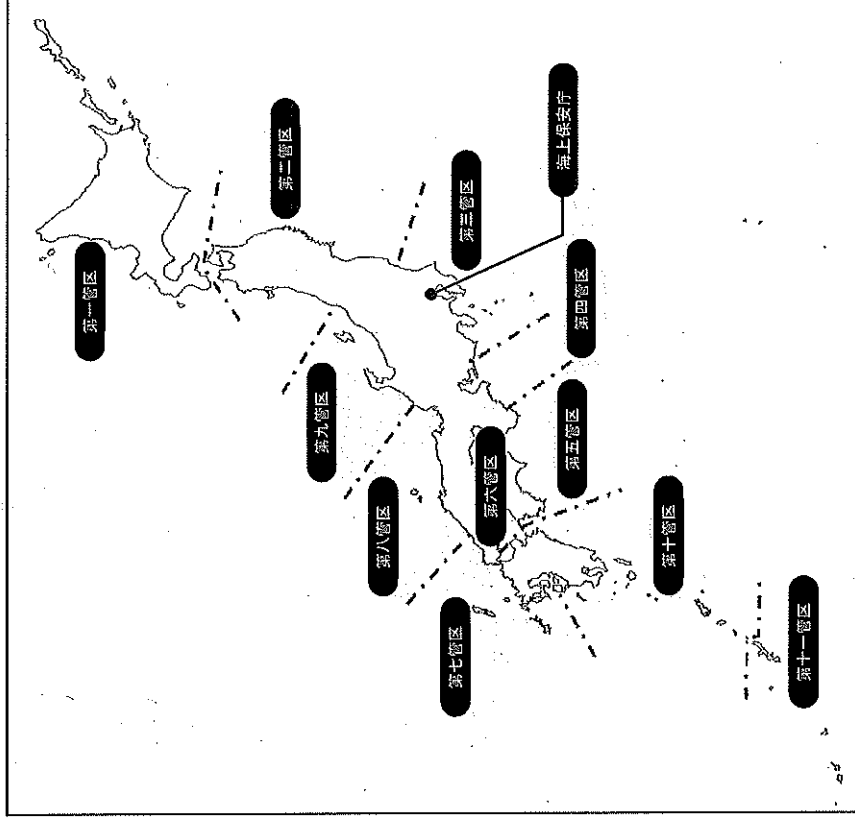 第一管区
第二管区
第三管区
海上保安庁
第四管区
第五管区
第六管区
第七管区
第八管区
第九管区
第十管区
第十一管区